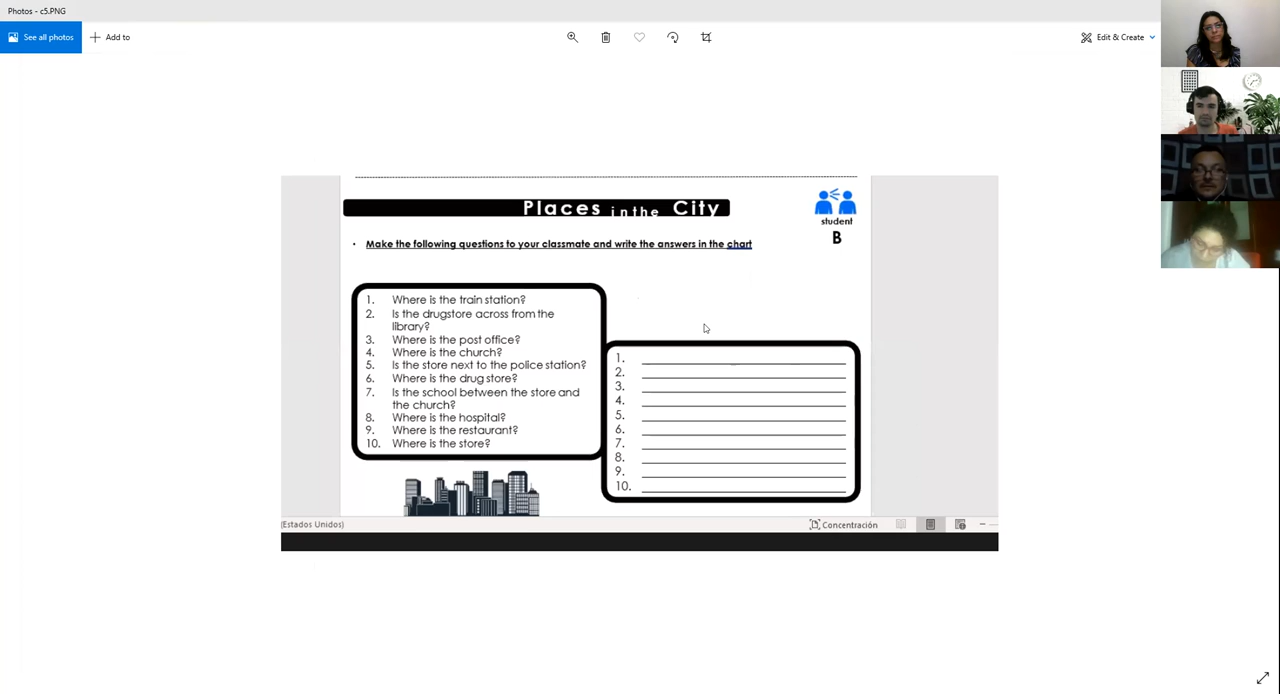 Photos - c5.PNG
See all photos
Add to
Edit & Create
Places in the City
student
B
• Make the following questions to your classmate and write the answers in the chart
1. Where is the train station?
2. Is the drugstore across from the
library?
3. Where is the post office?
4. Where is the church?
5. Is the store next to the police station?
6. Where is the drug store?
7. Is the school between the store and
the church?
8. Where is the hospital?
9. Where is the restaurant?
10. Where is the store?
1.
2.
3.
4.
5.
6.
7.
8.
9.
10.
(Estados Unidos)
Concentración